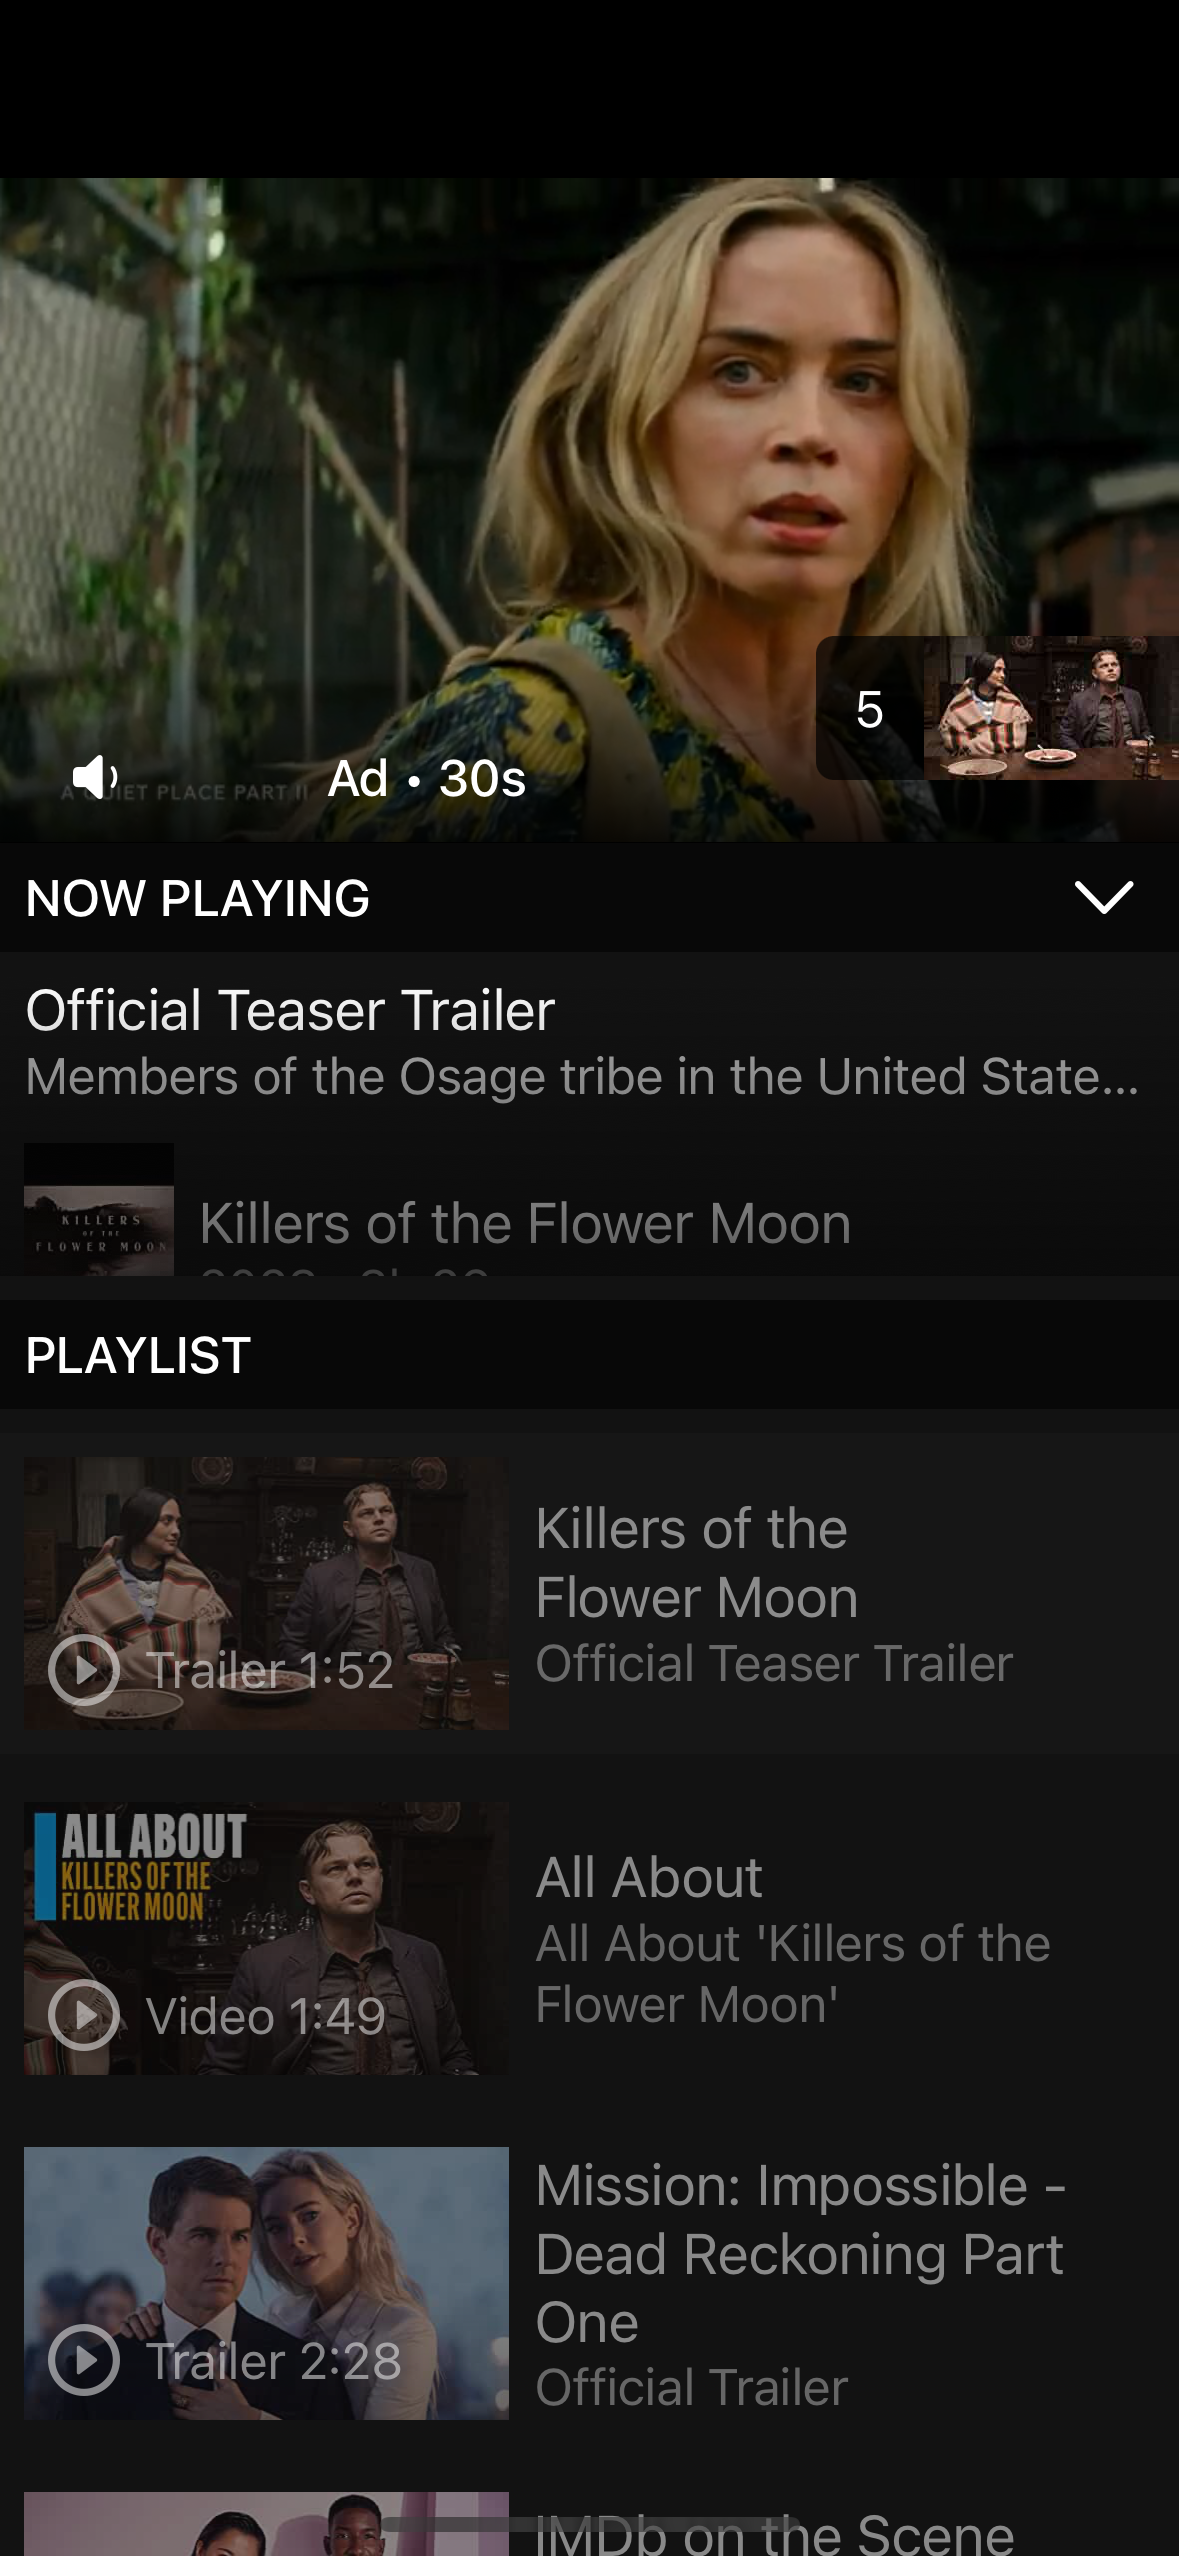 5
A QUIET PLACE PART II
Ad • 30s
NOW PLAYING
Official Teaser Trailer
Members of the Osage tribe in the United State...
KILLERS
OF THE
FLOWER MOON
Killers of the Flower Moon
PLAYLIST
Trailer 1:52
Killers of the
Flower Moon
Official Teaser Trailer
ALL ABOUT
KILLERS OF THE
FLOWER MOON
Video 1:49
All About
All About 'Killers of the
Flower Moon'
Trailer 2:28
Mission: Impossible -
Dead Reckoning Part
One
Official Trailer
IMDb on the Scene